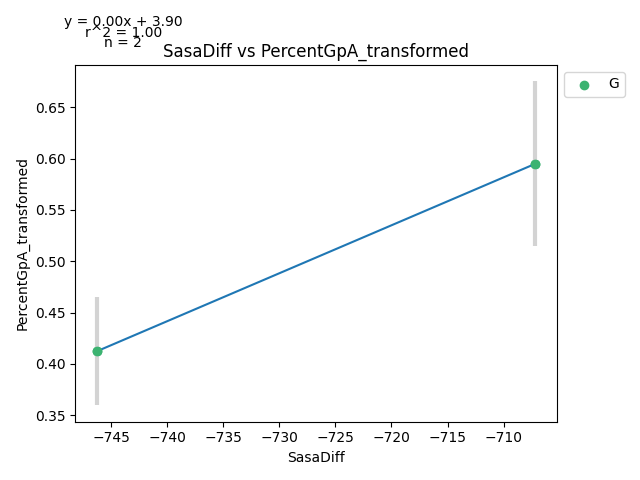 y = 0.00x + 3.90
r^2 = 1.00
n = 2
SasaDiff vs PercentGpA_transformed
G
PercentGpA_transformed
0.65
0.60
0.55
0.50
0.45
0.40
0.35
−745
−740
−735
−730
−725
−720
−715
−710
SasaDiff